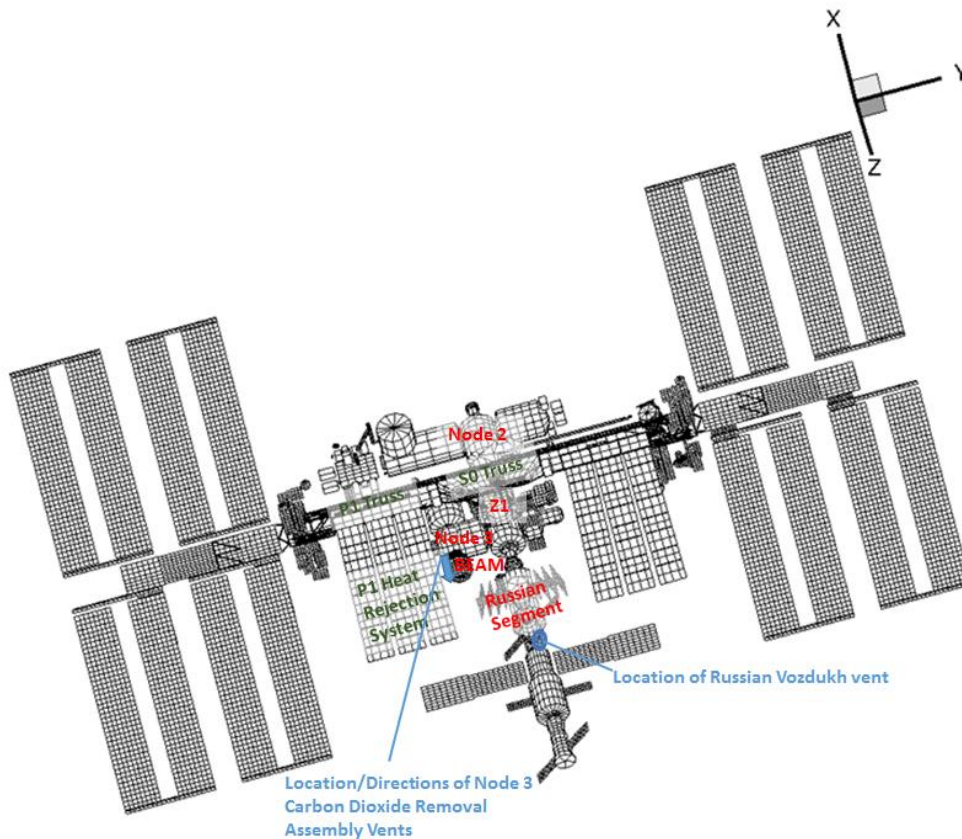 X
Y
Z
Node 2
S0 Truss
P1 Truss
Z1
Node 3
BEAM
P1 Heat
Rejection
System
Russian
Segment
Location of Russian Vozdukh vent
Location/Directions of Node 3
Carbon Dioxide Removal
Assembly Vents